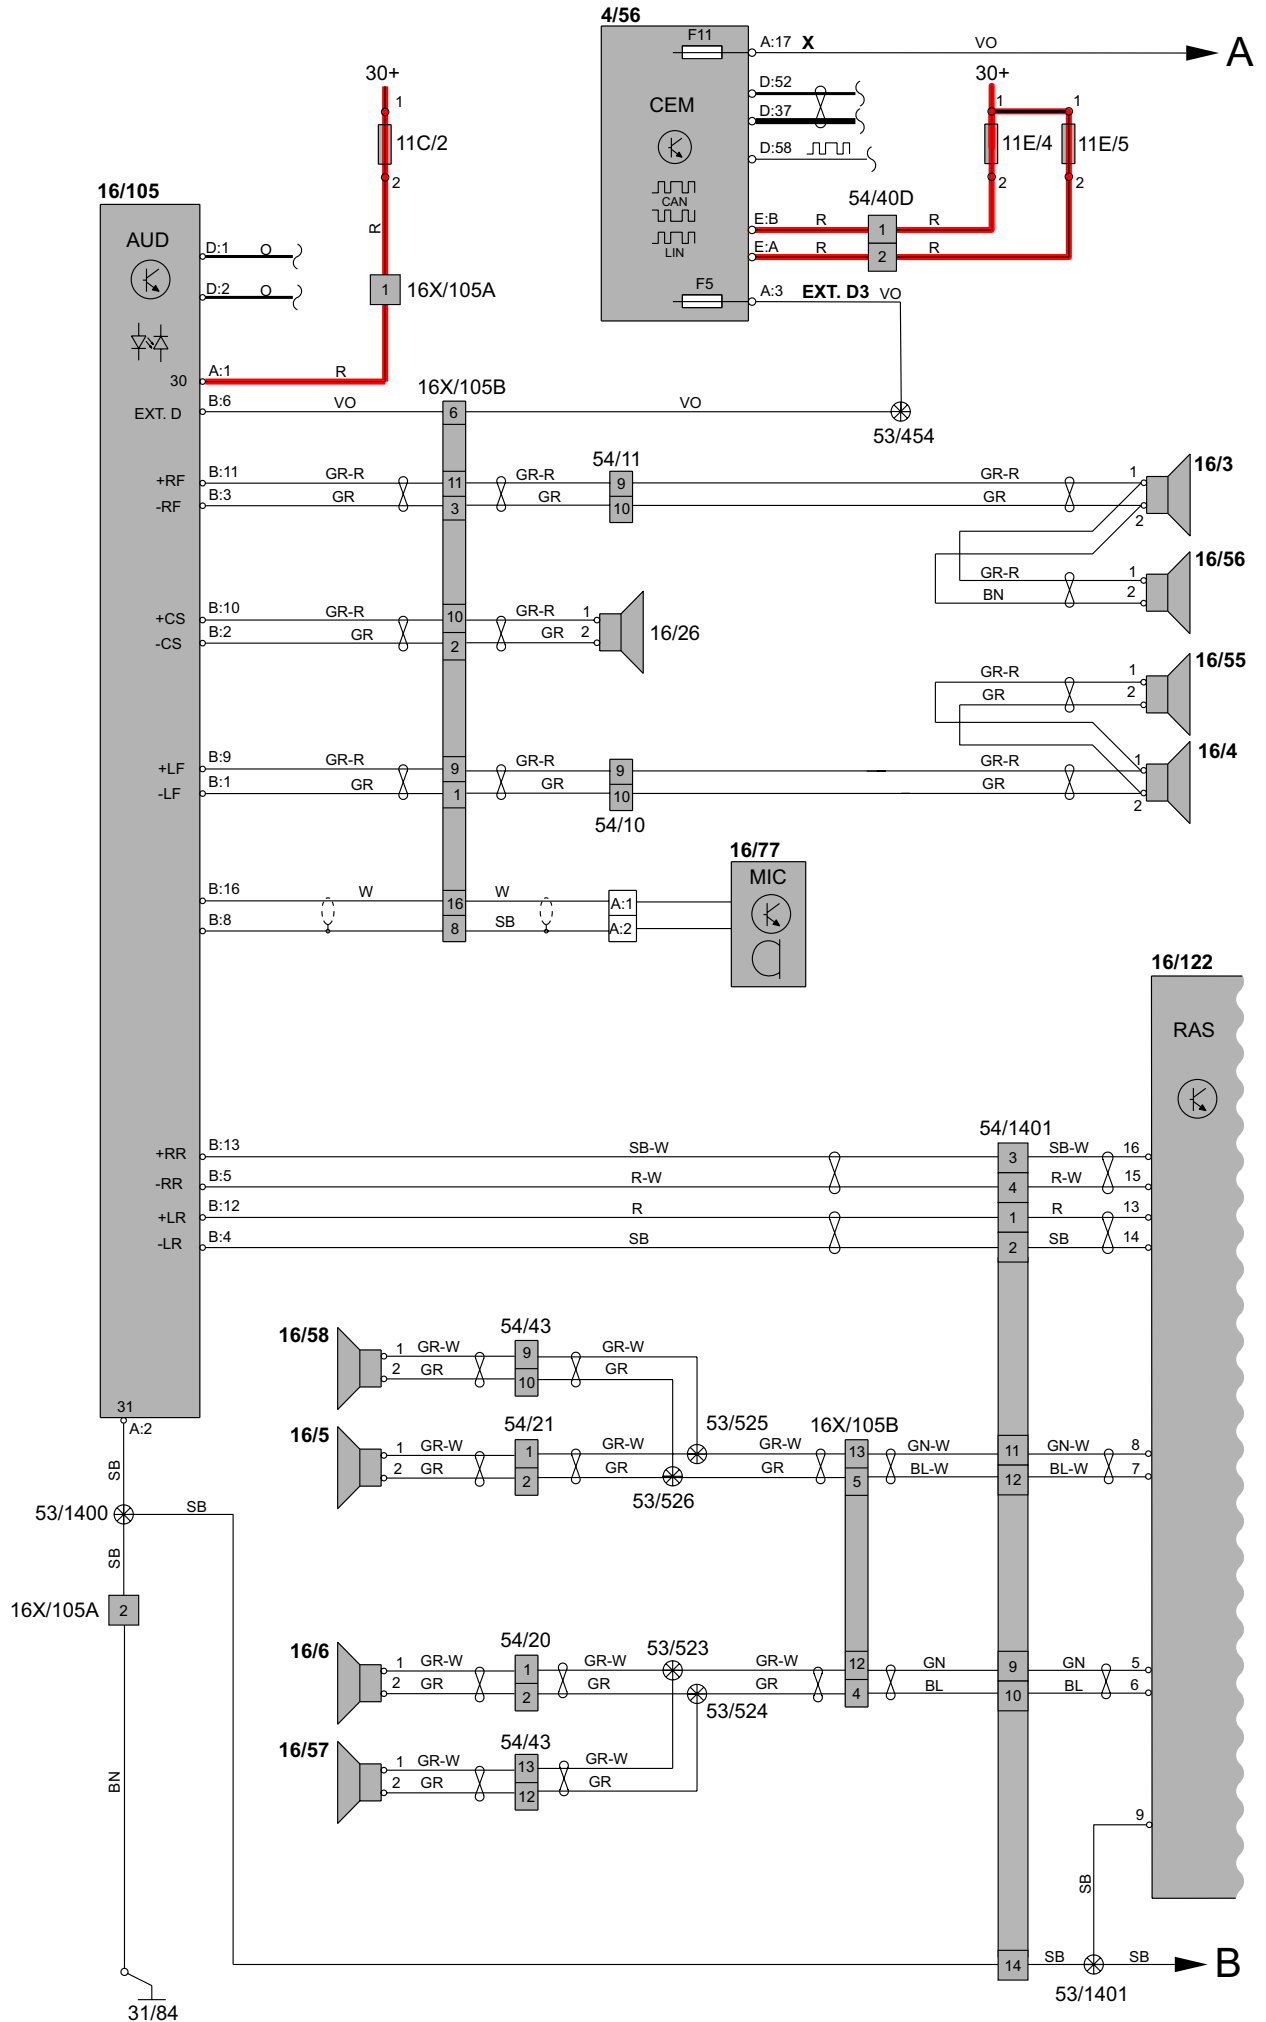 4/56
F11
A:17 X VO A
30+ D:52 30+
1 CEM D:37 1 1
11C/2 D:58 11E/4 11E/5
2 CAN 2 2
16/105 54/40D
AUD R E:B R 1 R
D:1 O LIN E:A R 2 R
D:2 O 1 16X/105A F5 A:3 EXT. D3 VO
30 A:1 R
16X/105B
EXT. D B:6 VO 6 VO
53/454
54/11 16/3
+RF B:11 GR-R 11 GR-R 9 GR-R 1
-RF B:3 GR 3 GR 10 GR 2
16/56
GR-R 1
BN 2
+CS B:10 GR-R 10 GR-R 1
-CS B:2 GR 2 GR 2 16/26
16/55
GR-R 1
GR 2
16/4
+LF B:9 GR-R 9 GR-R 9 GR-R 1
-LF B:1 GR 1 GR 10 GR 2
54/10
16/77
MIC
B:16 W 16 W A:1
B:8 8 SB A:2
16/122
RAS
54/1401
+RR B:13 SB-W 3 SB-W 16
-RR B:5 R-W 4 R-W 15
+LR B:12 R 1 R 13
-LR B:4 SB 2 SB 14
16/58 54/43
1 GR-W 9 GR-W
2 GR 10 GR
31
A:2
16/5 54/21 53/525 16X/105B
1 GR-W 1 GR-W GR-W 13 GN-W 11 GN-W 8
2 GR 2 GR GR 5 BL-W 12 BL-W 7
SB 53/526
53/1400 SB
SB
16X/105A 2
16/6 54/20 53/523
1 GR-W 1 GR-W GR-W 12 GN 9 GN 5
2 GR 2 GR GR 4 BL 10 BL 6
53/524
16/57 54/43
1 GR-W 13 GR-W
2 GR 12 GR
BN
9
SB
14 SB SB B
53/1401
31/84